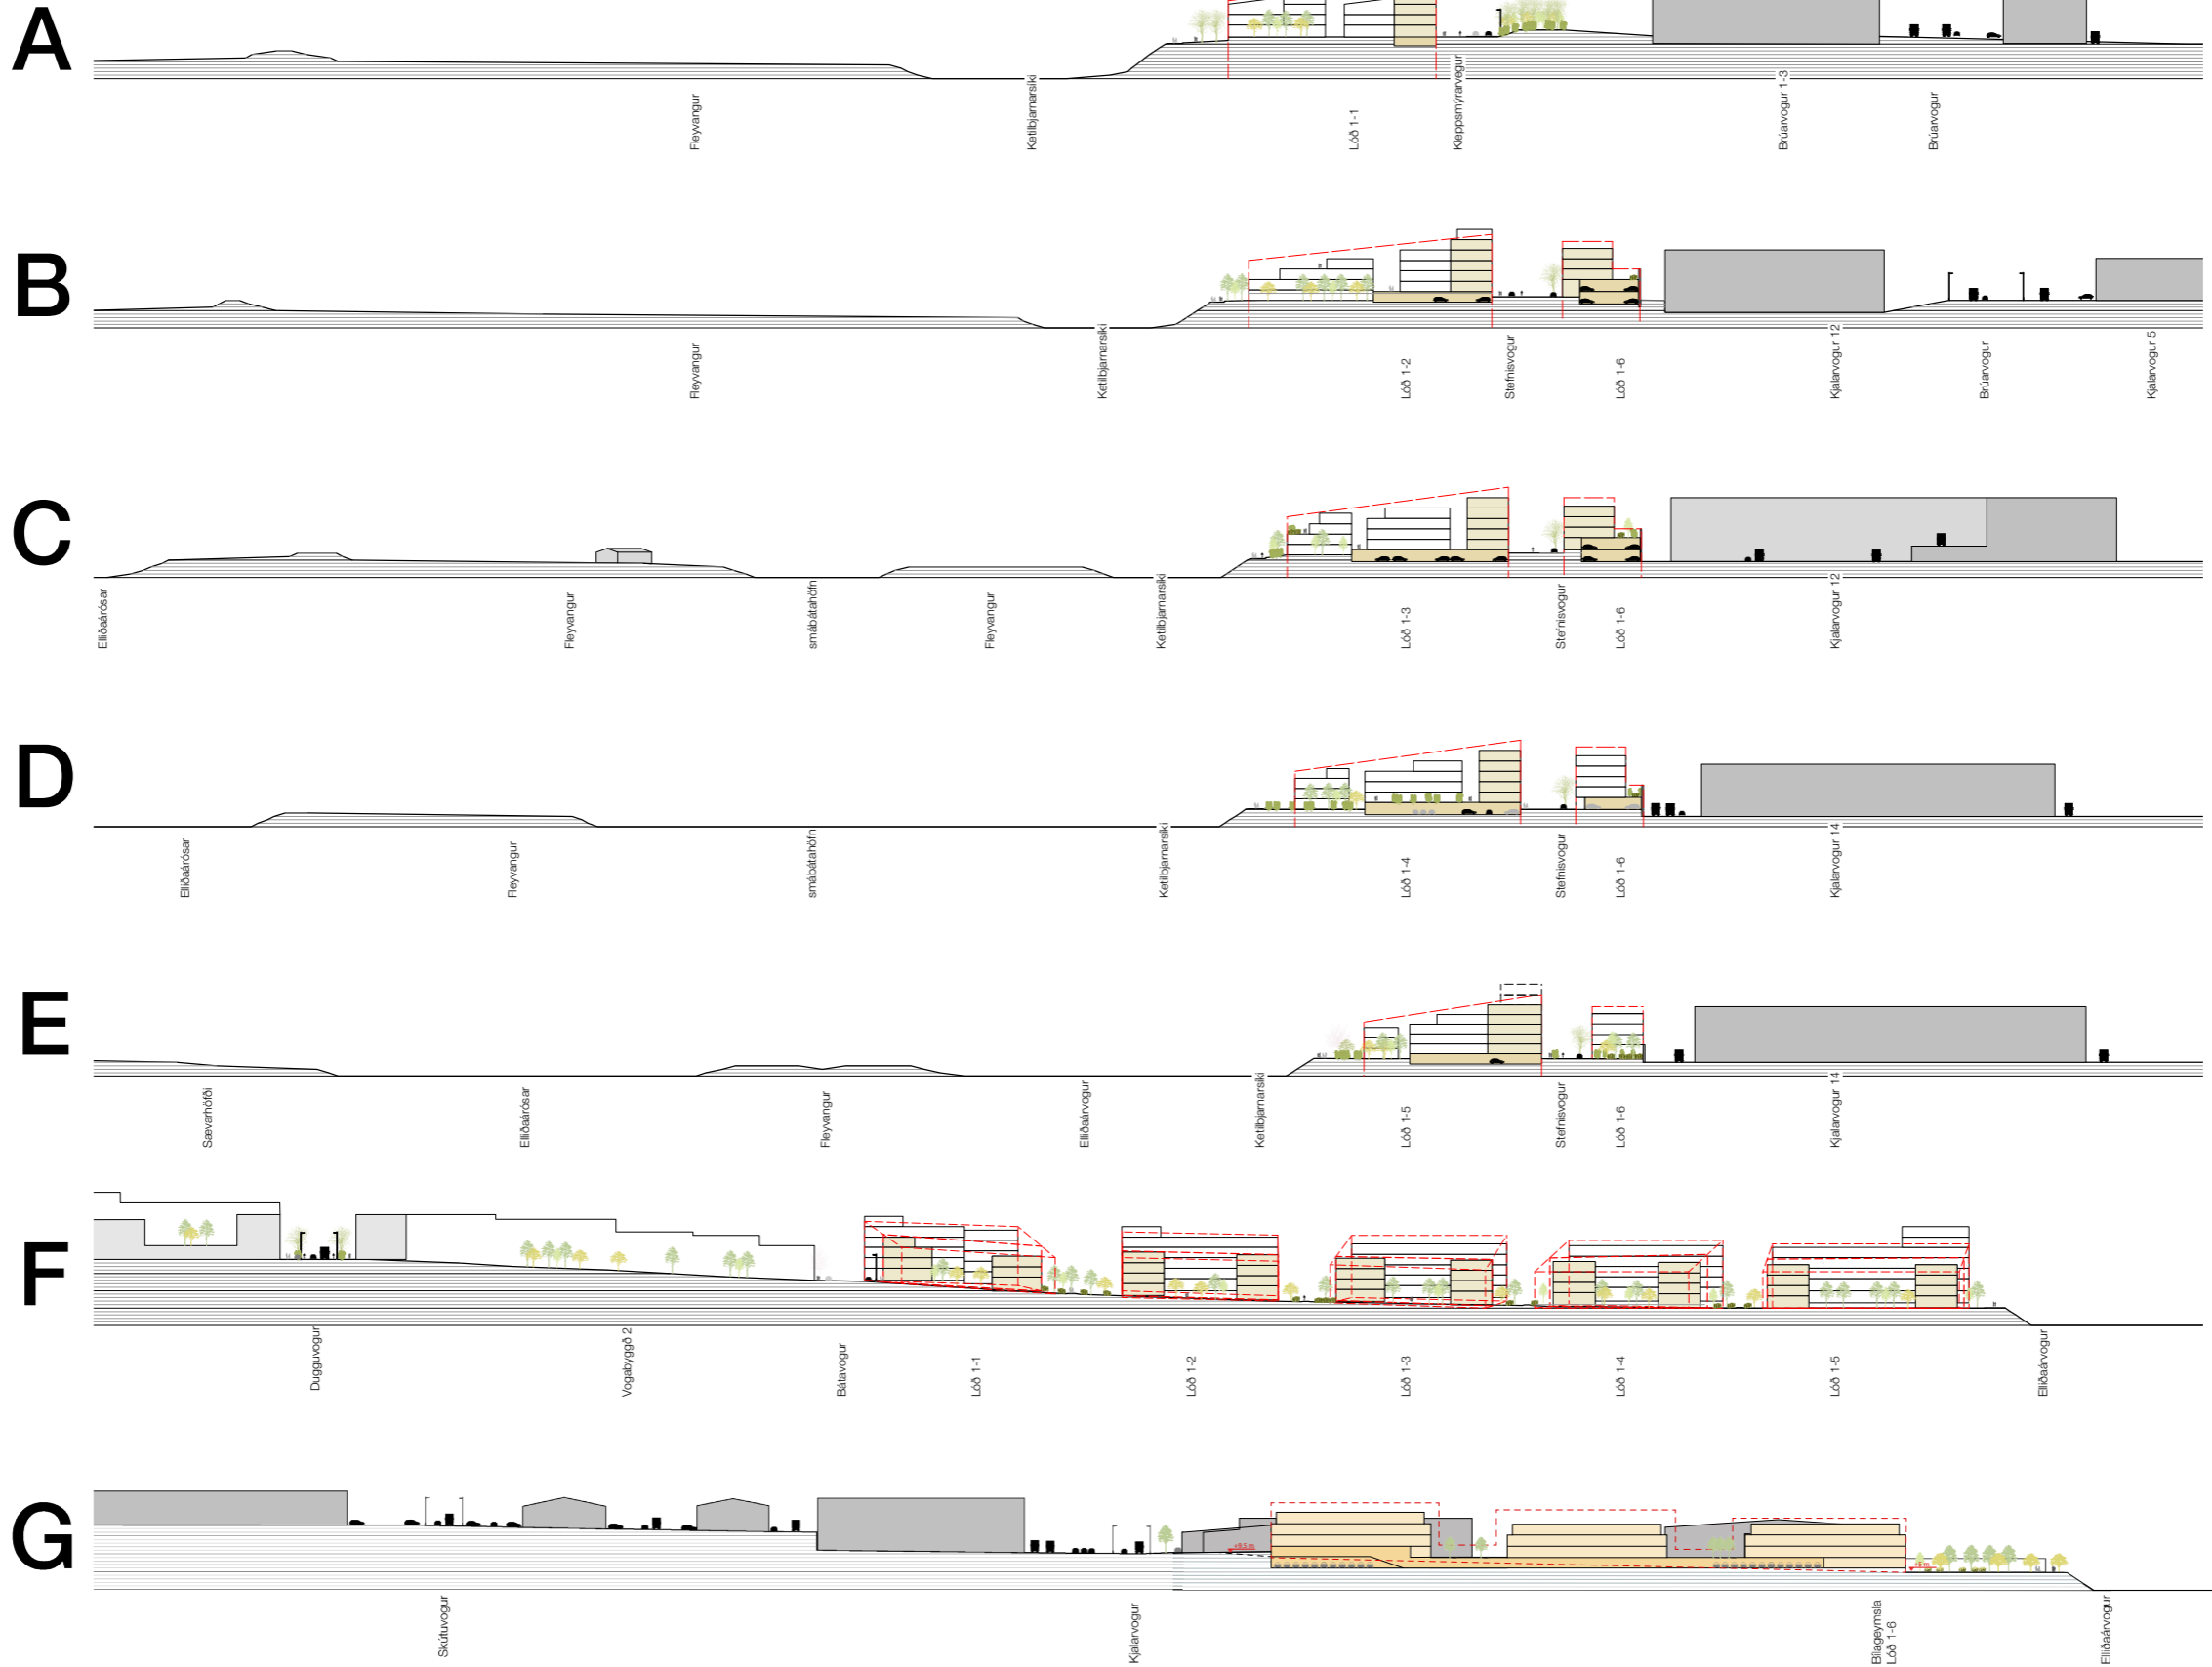 A
Fleyvangur
Ketilbjarnarsíki
Lóð 1-1
Kleppsmýrarvegur
Brúarvogur 1-3
Brúarvogur
B
Fleyvangur
Ketilbjarnarsíki
Lóð 1-2
Stefnisvogur
Lóð 1-6
Kjalarvogur 12
Brúarvogur
Kjalarvogur 5
C
Elliðaárósar
Fleyvangur
smábátahöfn
Fleyvangur
Ketilbjarnarsíki
Lóð 1-3
Stefnisvogur
Lóð 1-6
Kjalarvogur 12
D
Elliðaárósar
Fleyvangur
smábátahöfn
Ketilbjarnarsíki
Lóð 1-4
Stefnisvogur
Lóð 1-6
Kjalarvogur 14
E
Sævarhöfði
Elliðaárósar
Fleyvangur
Elliðaárvogur
Ketilbjarnarsíki
Lóð 1-5
Stefnisvogur
Lóð 1-6
Kjalarvogur 14
F
Dugguvogur
Vogabyggð 2
Bátavogur
Lóð 1-1
Lóð 1-2
Lóð 1-3
Lóð 1-4
Lóð 1-5
Elliðaárvogur
G
+9.5 m
+5 m
Skútuvogur
Kjalarvogur
Bílageymsla
Lóð 1-6
Elliðaárvogur